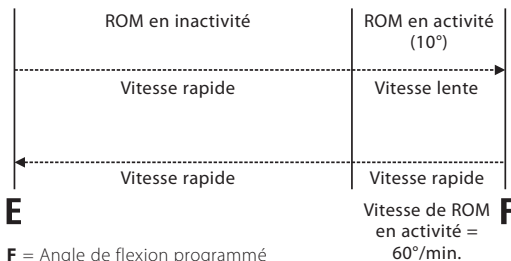 ROM en inactivité
ROM en activité
(10°)
Vitesse rapide
Vitesse lente
Vitesse rapide
Vitesse rapide
E
F
Vitesse de ROM
en activité =
60°/min.
F = Angle de flexion programmé